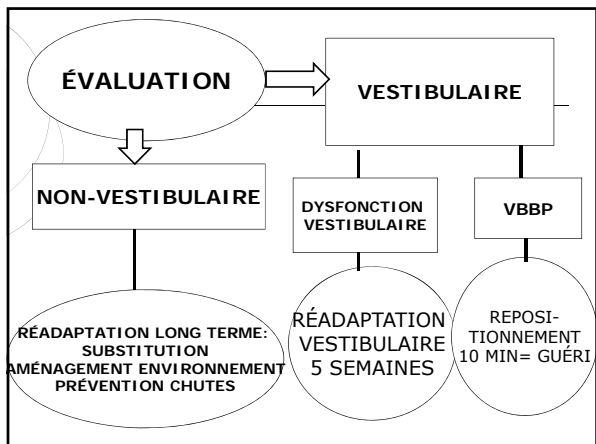 ÉVALUATION
VESTIBULAIRE
NON-VESTIBULAIRE
DYSFONCTION
VESTIBULAIRE
VBBP
RÉADAPTATION LONG TERME:
SUBSTITUTION
AMÉNAGEMENT ENVIRONNEMENT
PRÉVENTION CHUTES
RÉADAPTATION
VESTIBULAIRE
5 SEMAINES
REPOSI-
TIONNEMENT
10 MIN= GUÉRI